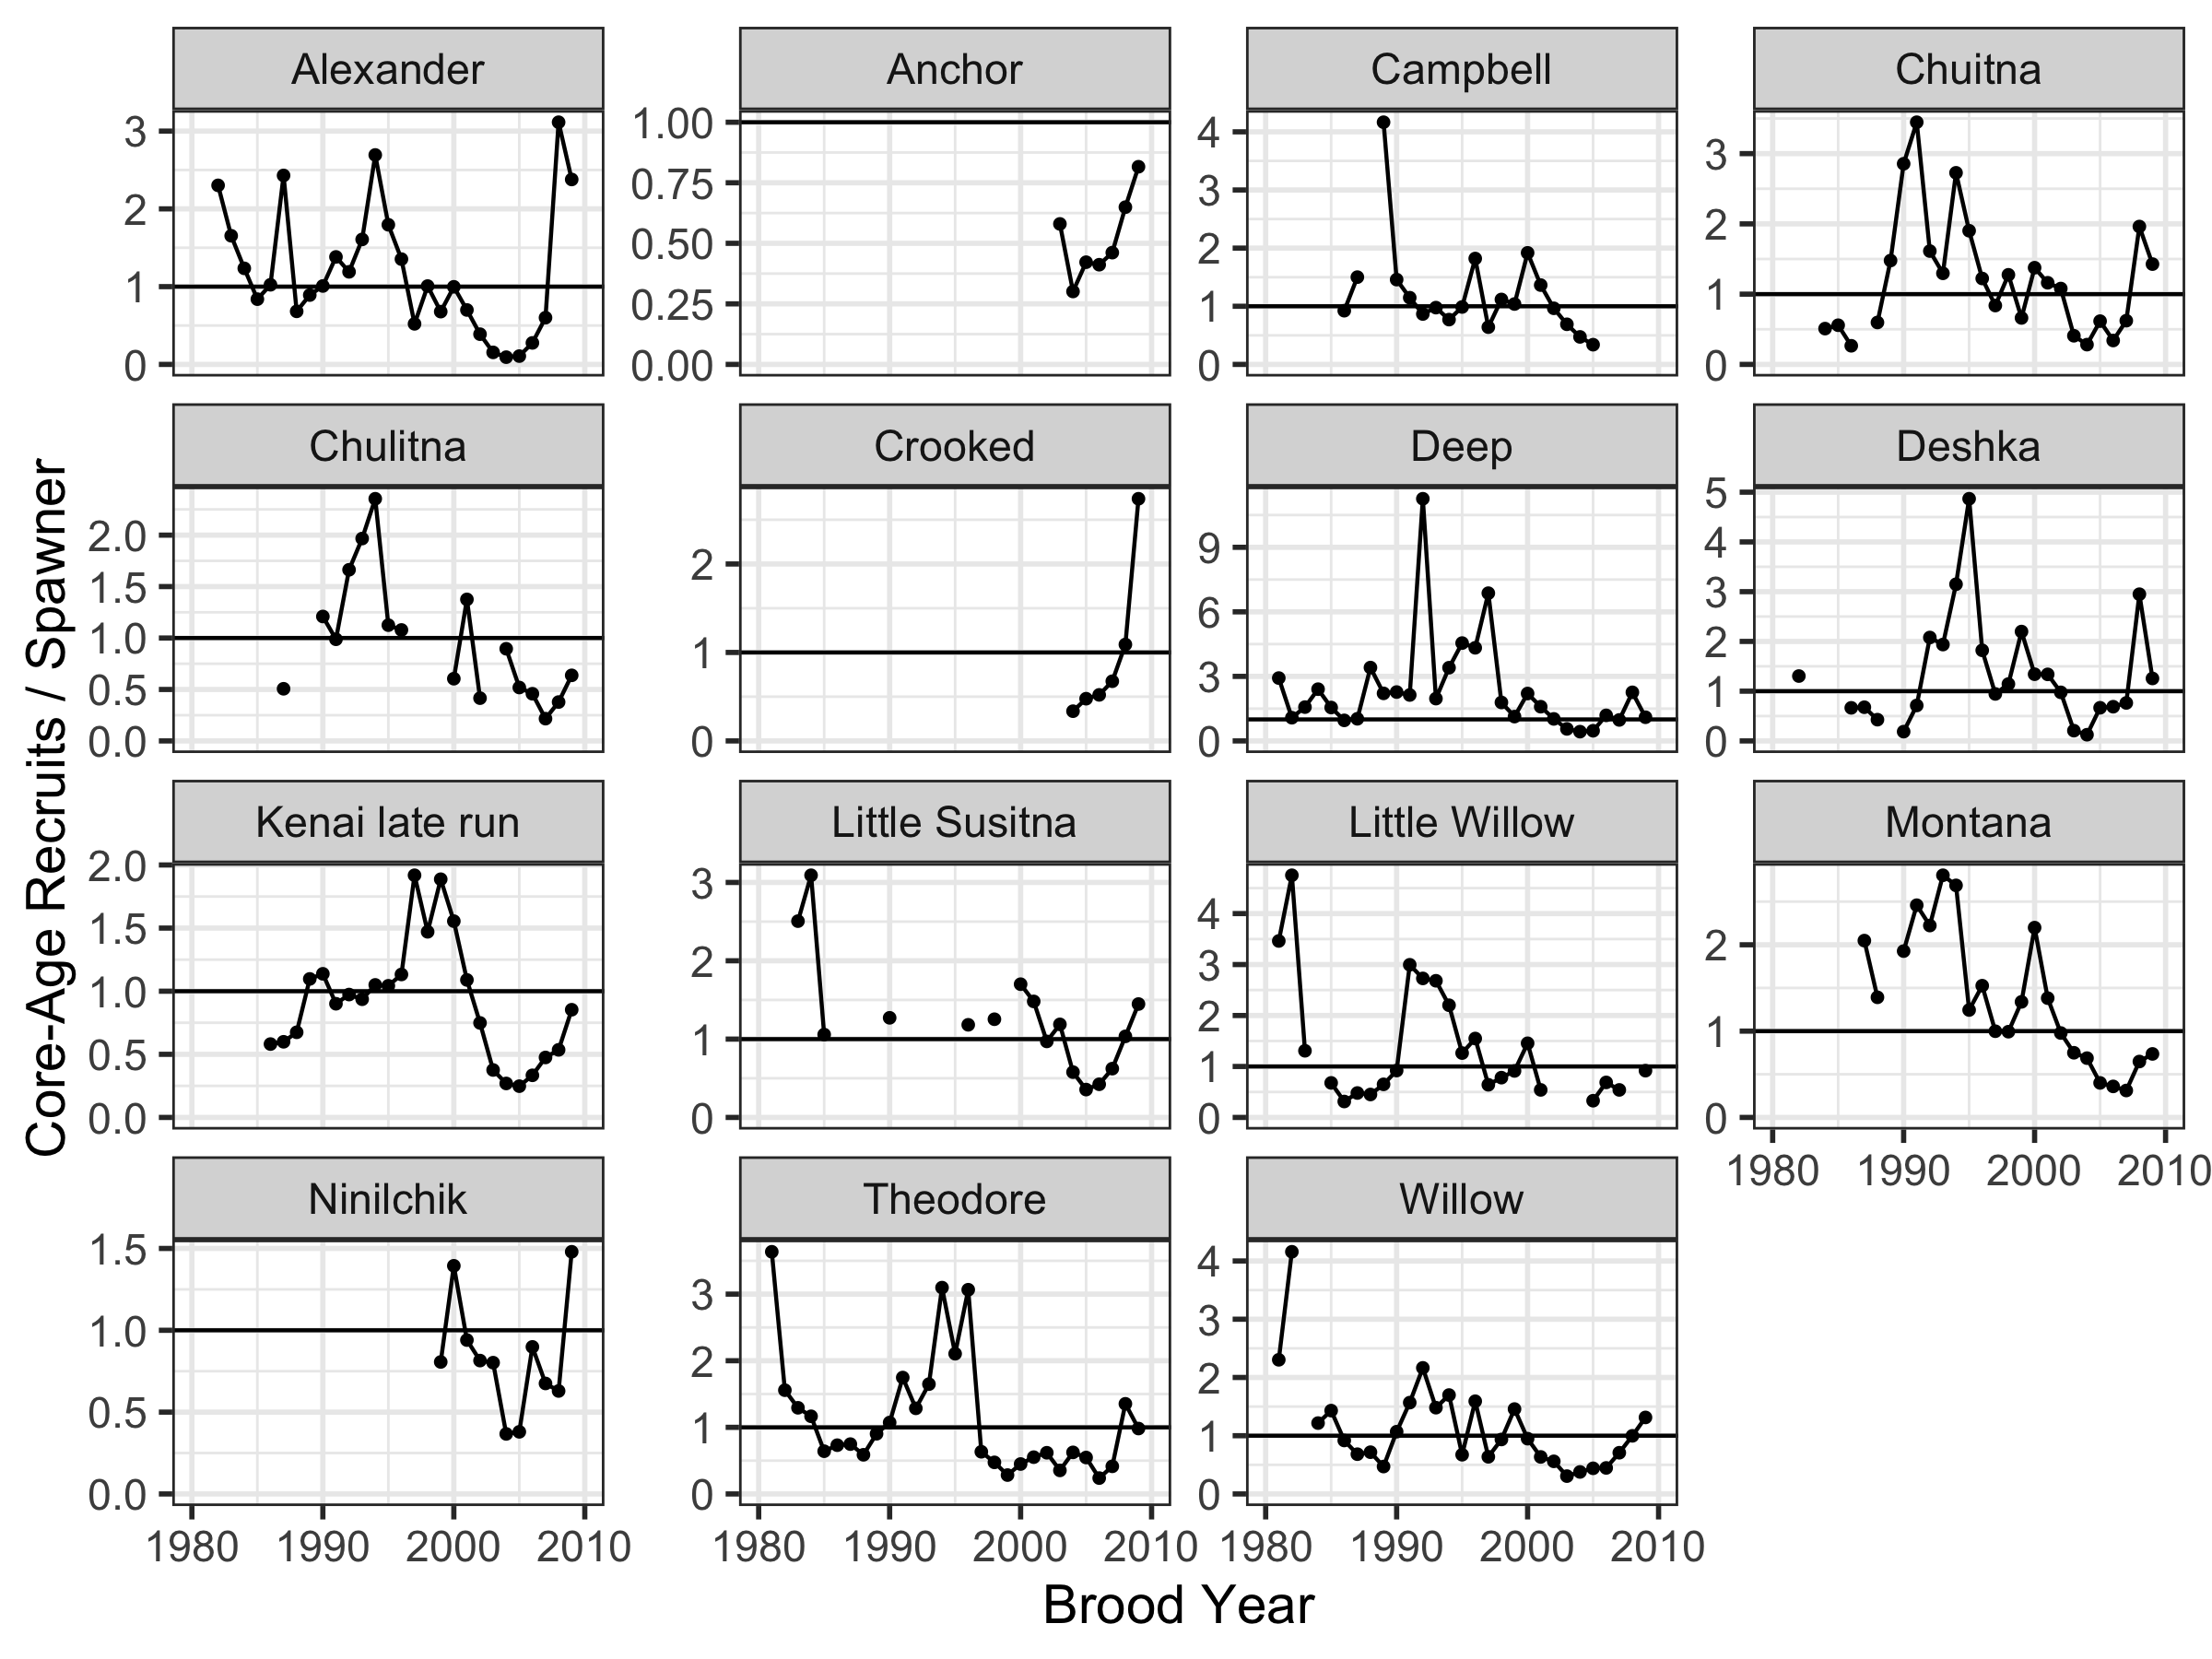 Alexander Anchor Campbell Chuitna
3 2 1 0
1.00 0.75 0.50 0.25 0.00
4 3 2 1 0
3 2 1 0
Chulitna Crooked Deep Deshka
2.0 1.5 1.0 0.5 0.0
2 1 0
9 6 3 0
5 4 3 2 1 0
Core-Age Recruits / Spawner
Kenai late run Little Susitna Little Willow Montana
2.0 1.5 1.0 0.5 0.0
3 2 1 0
4 3 2 1 0
2 1 0
1980 1990 2000 2010
Ninilchik Theodore Willow
1.5 1.0 0.5 0.0
3 2 1 0
4 3 2 1 0
1980 1990 2000 2010 1980 1990 2000 2010 1980 1990 2000 2010
Brood Year